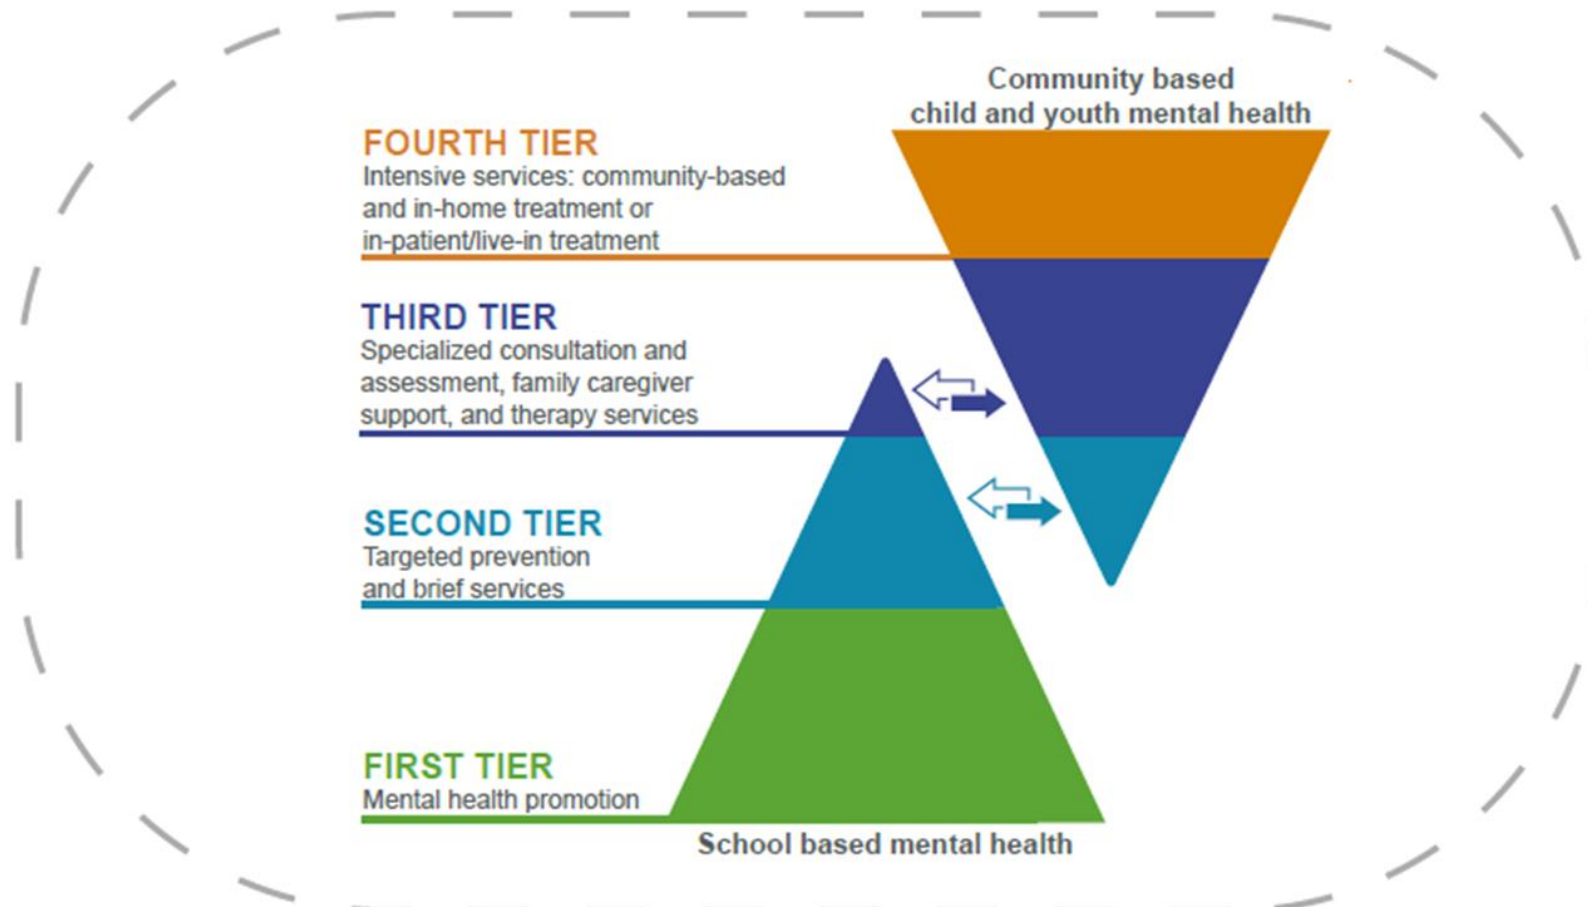 Community based
child and youth mental health
FOURTH TIER
Intensive services: community-based
and in-home treatment or
in-patient/live-in treatment
THIRD TIER
Specialized consultation and
assessment, family caregiver
support, and therapy services
SECOND TIER
Targeted prevention
and brief services
FIRST TIER
Mental health promotion
School based mental health